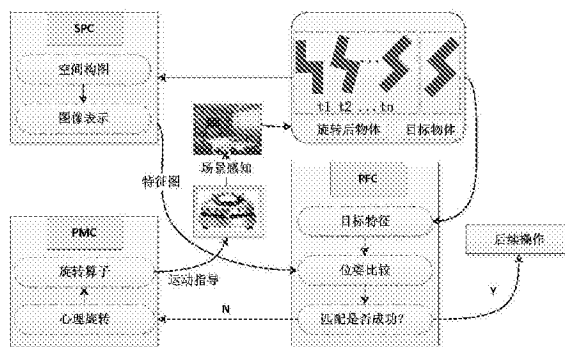 SPC
空间构图
图像表示
t1 t2 ... tn
旋转后物体
目标物体
场景感知
特征图
PFC
目标特征
位姿比较
匹配是否成功？
PMC
旋转算子
心理旋转
运动指导
后续操作
N
Y